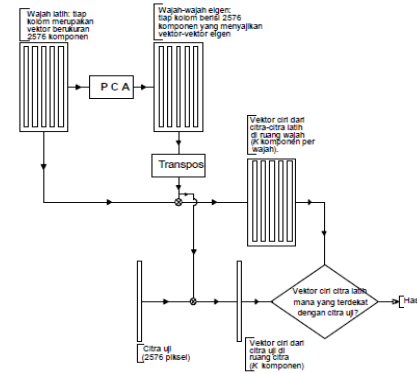 Wajah latih: tiap
kolom merupakan
vektor berukuran
2576 komponen
Wajah-wajah eigen:
tiap kolom berisi 2576
komponen yang menyajikan
vektor-vektor eigen
P C A
Vektor ciri dari
citra-citra latih
di ruang wajah
(K komponen per
wajah).
Transpos
Vektor ciri citra latih
mana yang terdekat
dengan citra uji?
Citra uji
(2576 piksel)
Vektor ciri dari
citra uji di
ruang citra
(K komponen)